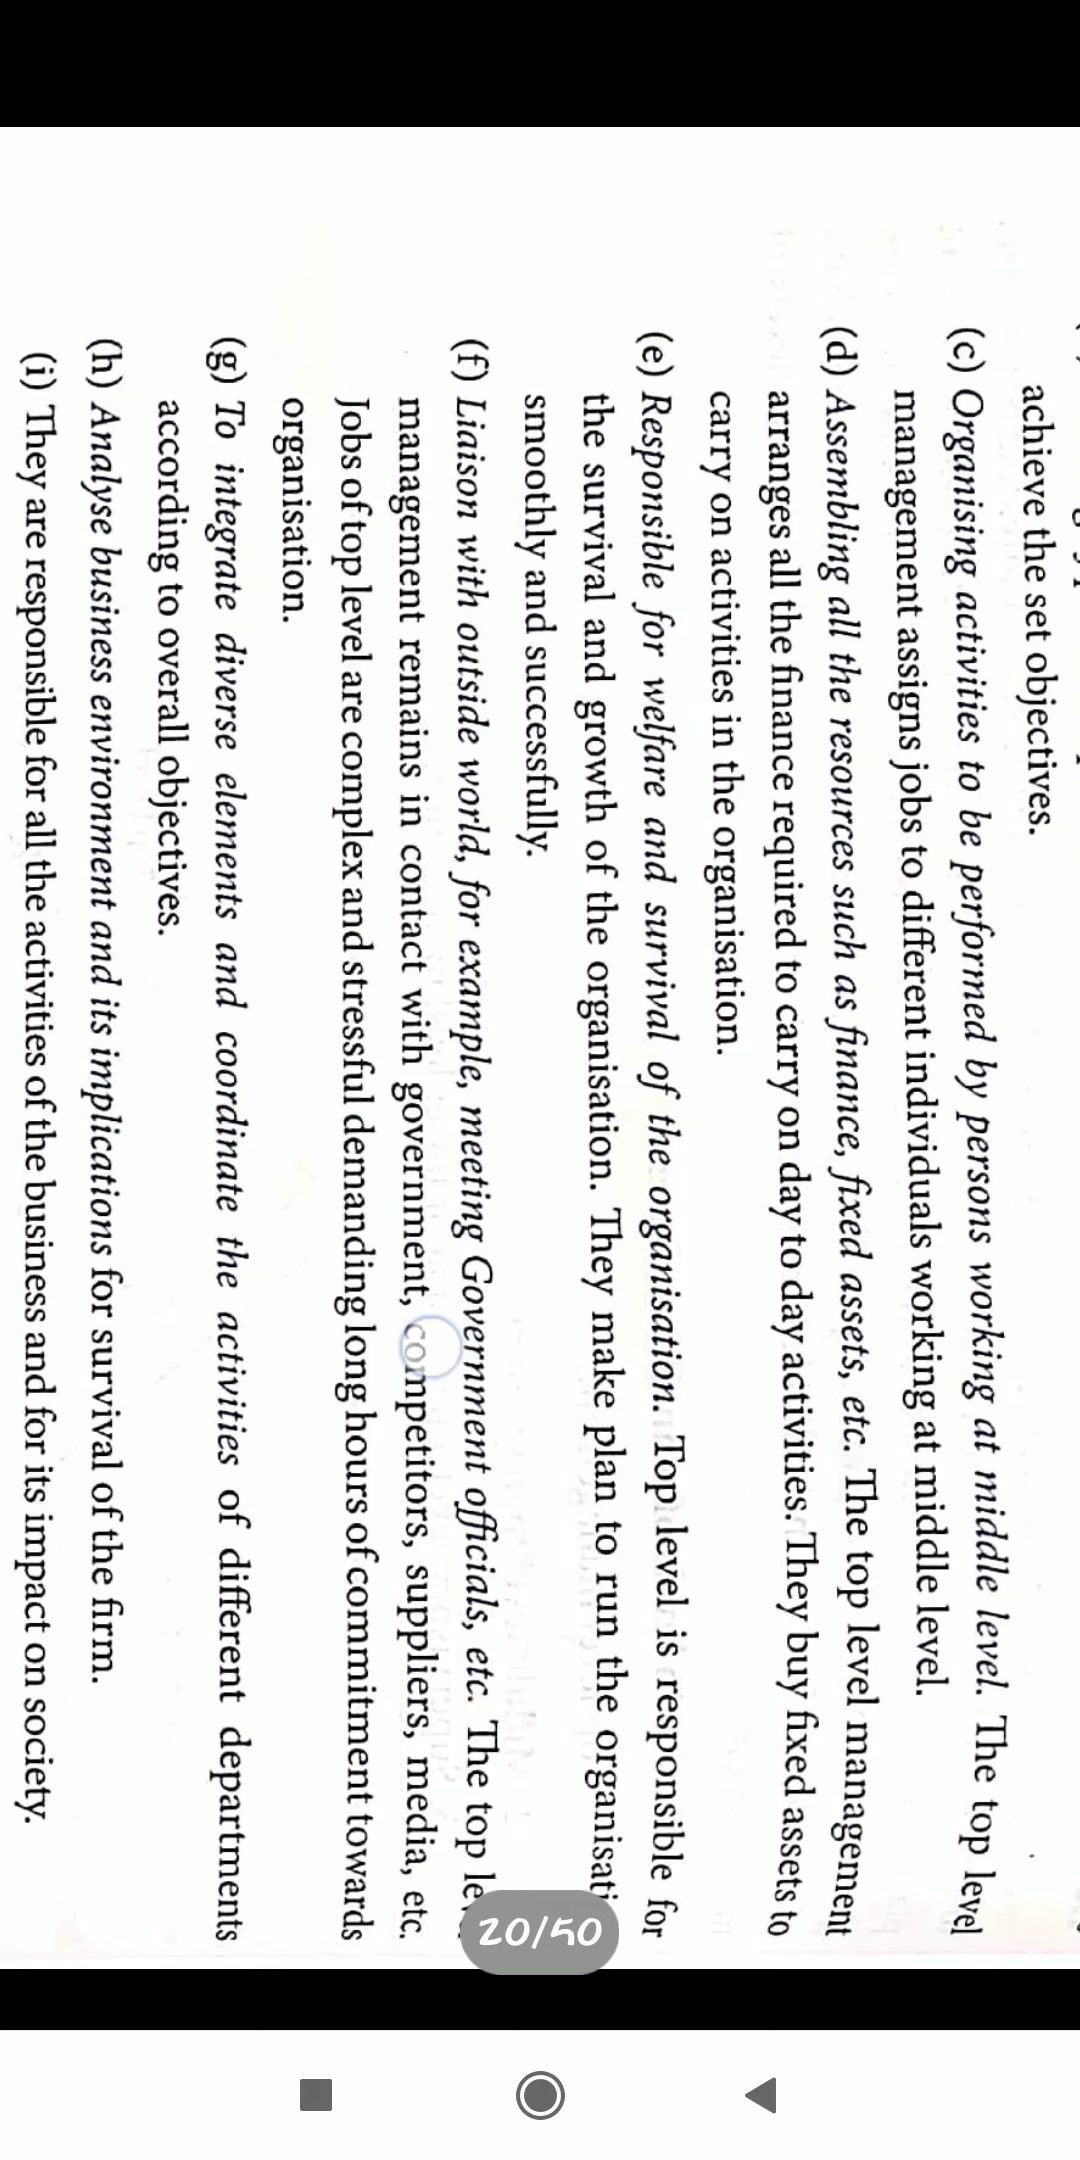 achieve the set objectives.
(c) Organising activities to be performed by persons working at middle level. The top level
management assigns jobs to different individuals working at middle level.
(d) Assembling all the resources such as finance, fixed assets, etc. The top level management
arranges all the finance required to carry on day to day activities. They buy fixed assets to
carry on activities in the organisation.
(e) Responsible for welfare and survival of the organisation. Top level is responsible for
the survival and growth of the organisation. They make plan to run the
smoothly and successfully.
(f) Liaison with outside world, for example, meeting Government officials, etc. The top
management remains in contact with government, competitors, suppliers, media, etc.
Jobs of top level are complex and stressful demanding long hours of commitment towards
organisation.
(g) To integrate diverse elements and coordinate the activities of different departments
according to overall objectives.
(h) Analyse business environment and its implications for survival of the firm.
(i) They are responsible for all the activities of the business and for its impact on society.
20/50